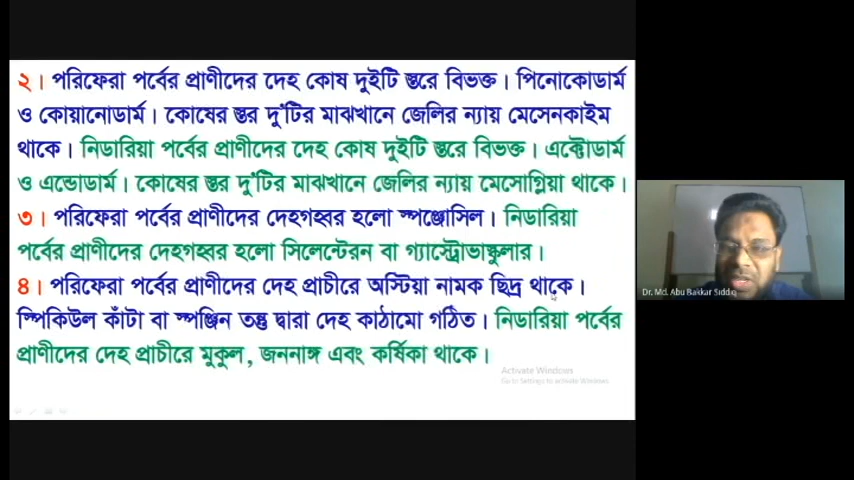 ২। পরিফেরা পর্বের প্রাণীদের দেহ কোষ দুইটি স্তরে বিভক্ত। পিনোকোডার্ম
ও কোয়ানোডার্ম। কোষের স্তর দু'টির মাঝখানে জেলির ন্যায় মেসেনকাইম
থাকে। নিডারিয়া পর্বের প্রাণীদের দেহ কোষ দুইটি স্তরে বিভক্ত। এক্টোডার্ম
ও এন্ডোডার্ম। কোষের স্তর দু'টির মাঝখানে জেলির ন্যায় মেসোগ্লিয়া থাকে।
৩। পরিফেরা পর্বের প্রাণীদের দেহগহ্বর হলো স্পঞ্জোসিল। নিডারিয়া
পর্বের প্রাণীদের দেহগহ্বর হলো সিলেন্টেরন বা গ্যাস্ট্রোভাস্কুলার।
৪। পরিফেরা পর্বের প্রাণীদের দেহ প্রাচীরে অস্টিয়া নামক ছিদ্র থাকে।
স্পিকিউল কাঁটা বা স্পঞ্জিন তন্তু দ্বারা দেহ কাঠামো গঠিত। নিডারিয়া পর্বের
প্রাণীদের দেহ প্রাচীরে মুকুল, জননাঙ্গ এবং কর্ষিকা থাকে।
Activate Windows
Go to Settings to activate Windows.
Dr. Md. Abu Bakkar Siddiq